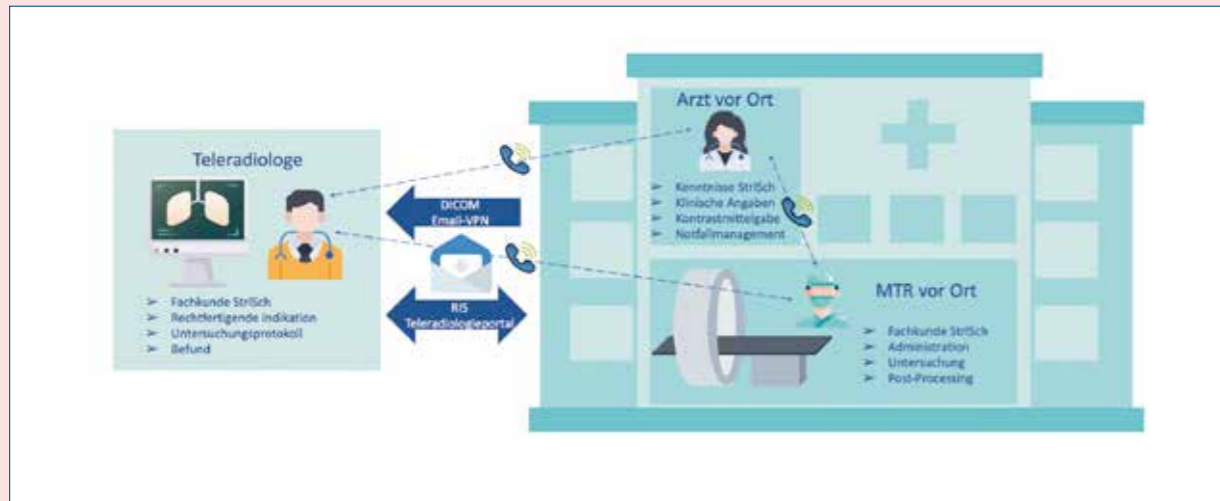 Teleradiologe
➢ Fachkunde StrlSch
➢ Rechtfertigende Indikation
➢ Untersuchungsprotokoll
➢ Befund
DICOM
Email-VPN
RIS
Teleradiologieportal
Arzt vor Ort
➢ Kenntnisse StrlSch
➢ Klinische Angaben
➢ Kontrastmittelgabe
➢ Notfallmanagement
MTR vor Ort
➢ Fachkunde StrlSch
➢ Administration
➢ Untersuchung
➢ Post-Processing